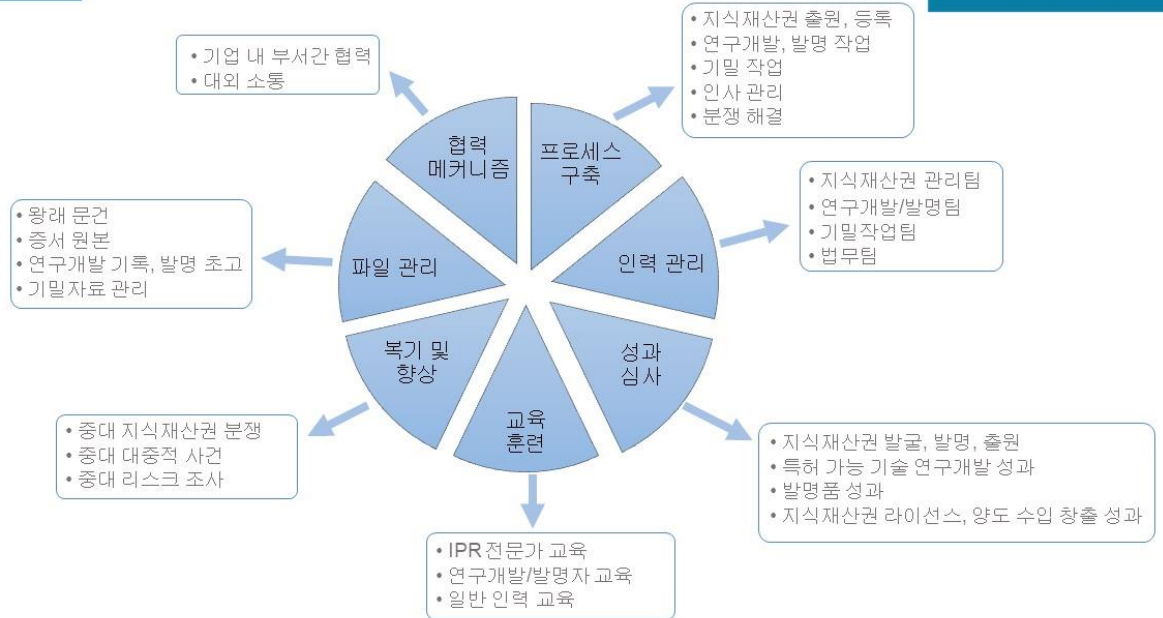 • 기업 내 부서간 협력
• 대외 소통
• 지식재산권 출원, 등록
• 연구개발, 발명 작업
• 기밀 작업
• 인사 관리
• 분쟁 해결
협력
메커니즘
프로세스
구축
• 왕래 문건
• 증서 원본
• 연구개발 기록, 발명 초고
• 기밀자료 관리
파일 관리
인력 관리
• 지식재산권 관리팀
• 연구개발/발명팀
• 기밀작업팀
• 법무팀
복기 및
향상
성과
심사
교육
훈련
• 중대 지식재산권 분쟁
• 중대 대중적 사건
• 중대 리스크 조사
• 지식재산권 발굴, 발명, 출원
• 특허 가능 기술 연구개발 성과
• 발명품 성과
• 지식재산권 라이선스, 양도 수입 창출 성과
• IPR 전문가 교육
• 연구개발/발명자 교육
• 일반 인력 교육